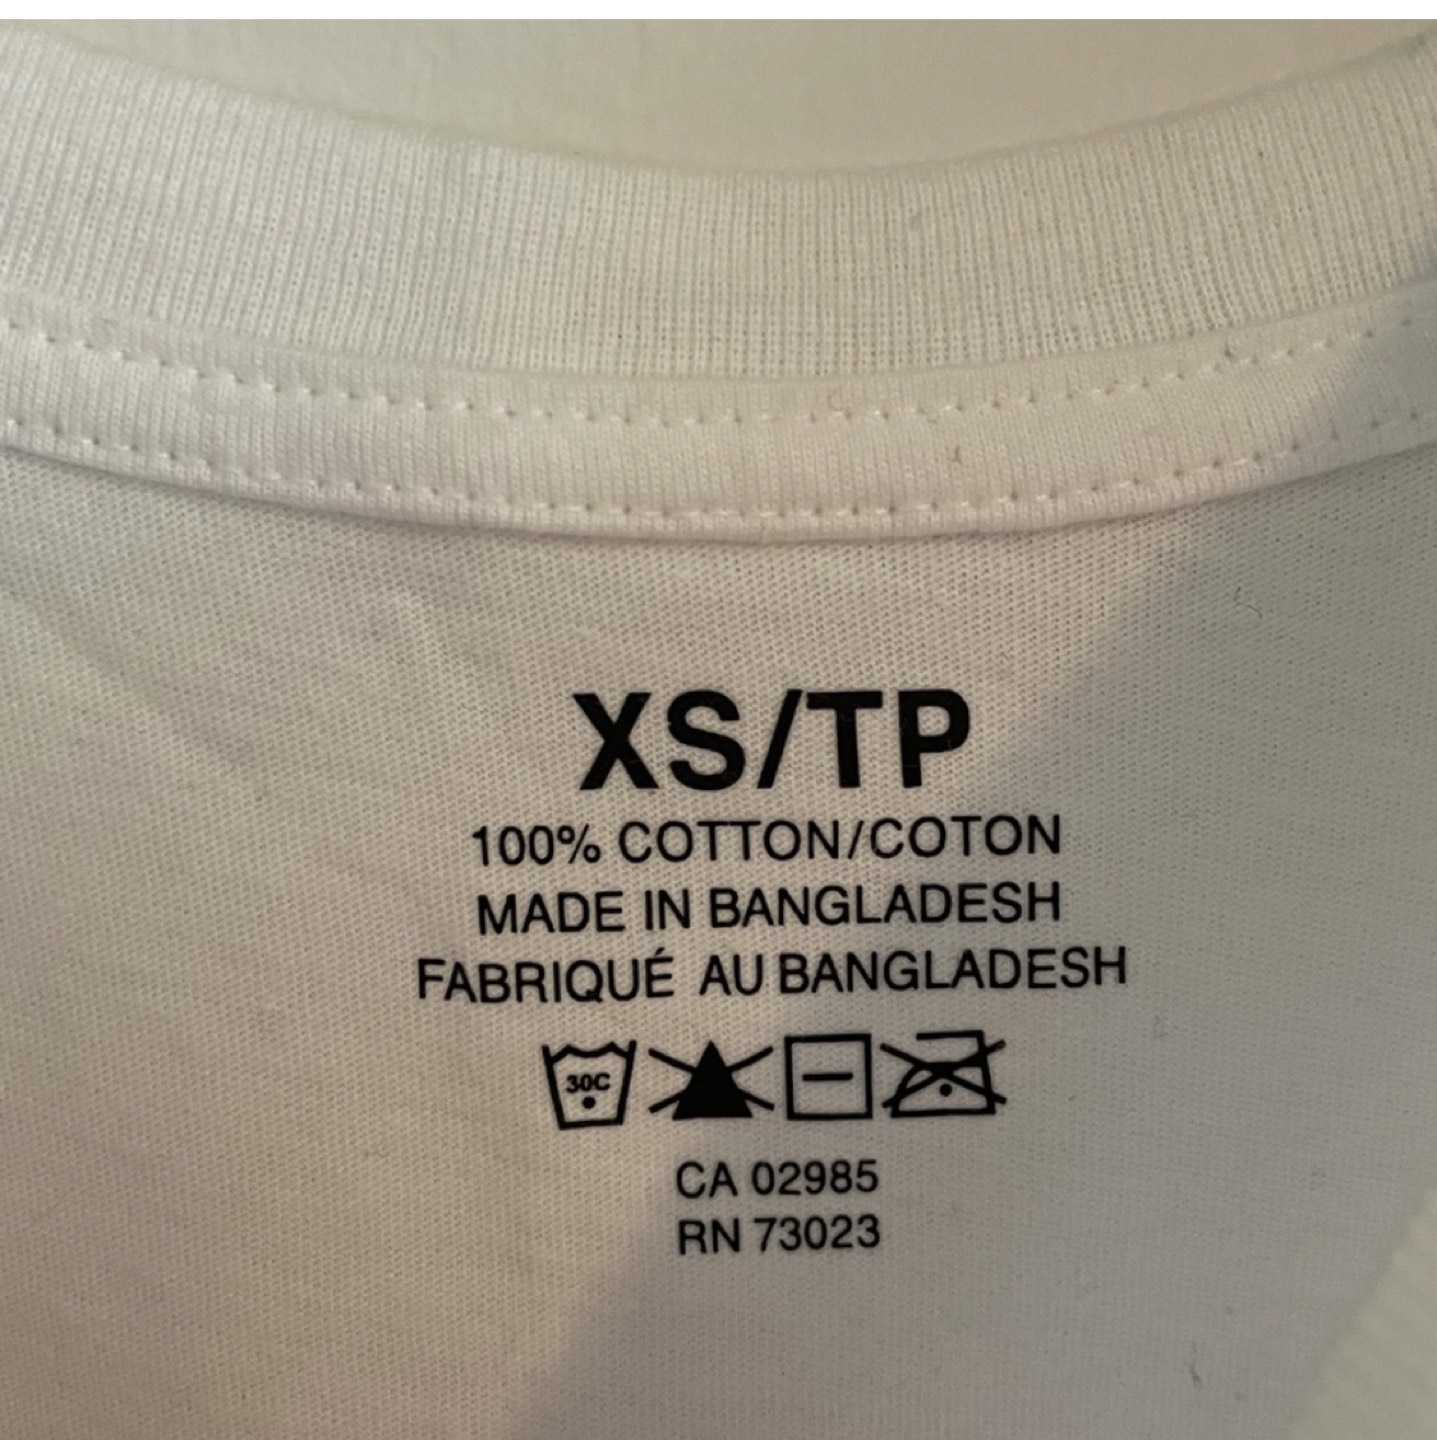 XS/TP
100% COTTON/COTON
MADE IN BANGLADESH
FABRIQUÉ AU BANGLADESH
30C
CA 02985
RN 73023